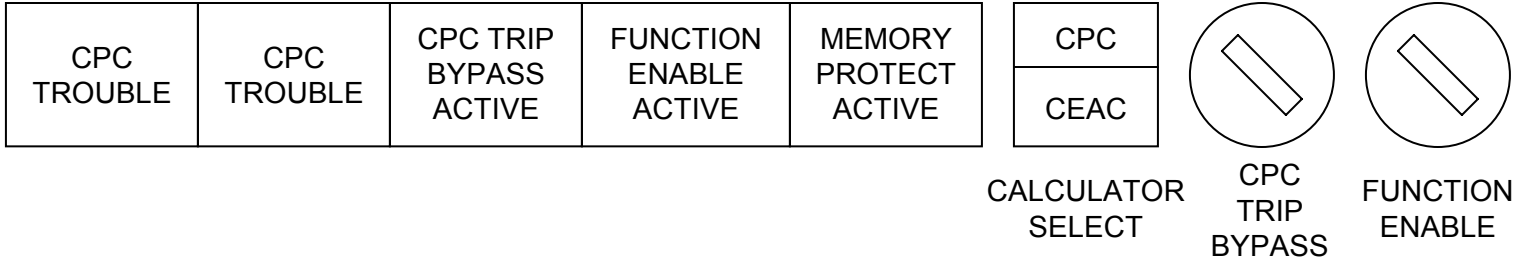 CPC
TROUBLE
CPC
TROUBLE
CPC TRIP
BYPASS
ACTIVE
FUNCTION
ENABLE
ACTIVE
MEMORY
PROTECT
ACTIVE
CPC
CEAC
CALCULATOR
SELECT
CPC
TRIP
BYPASS
FUNCTION
ENABLE